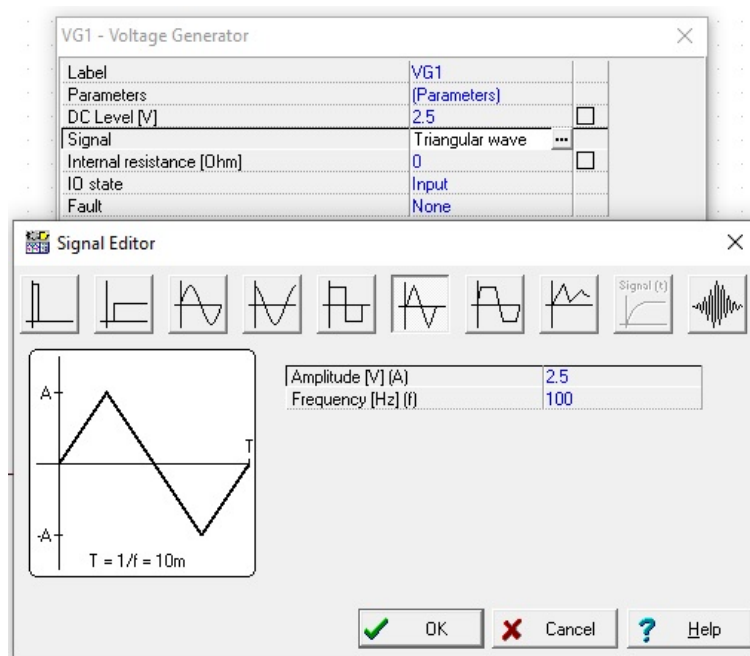 VG1 - Voltage Generator
Label VG1
Parameters (Parameters)
DC Level [V] 2.5
Signal Triangular wave ...
Internal resistance [Ohm] 0
IO state Input
Fault None
Signal Editor
Signal (t)
Amplitude [V] (A) 2.5
Frequency [Hz] (f) 100
A
T
-A
T = 1/f = 10m
OK Cancel ? Help